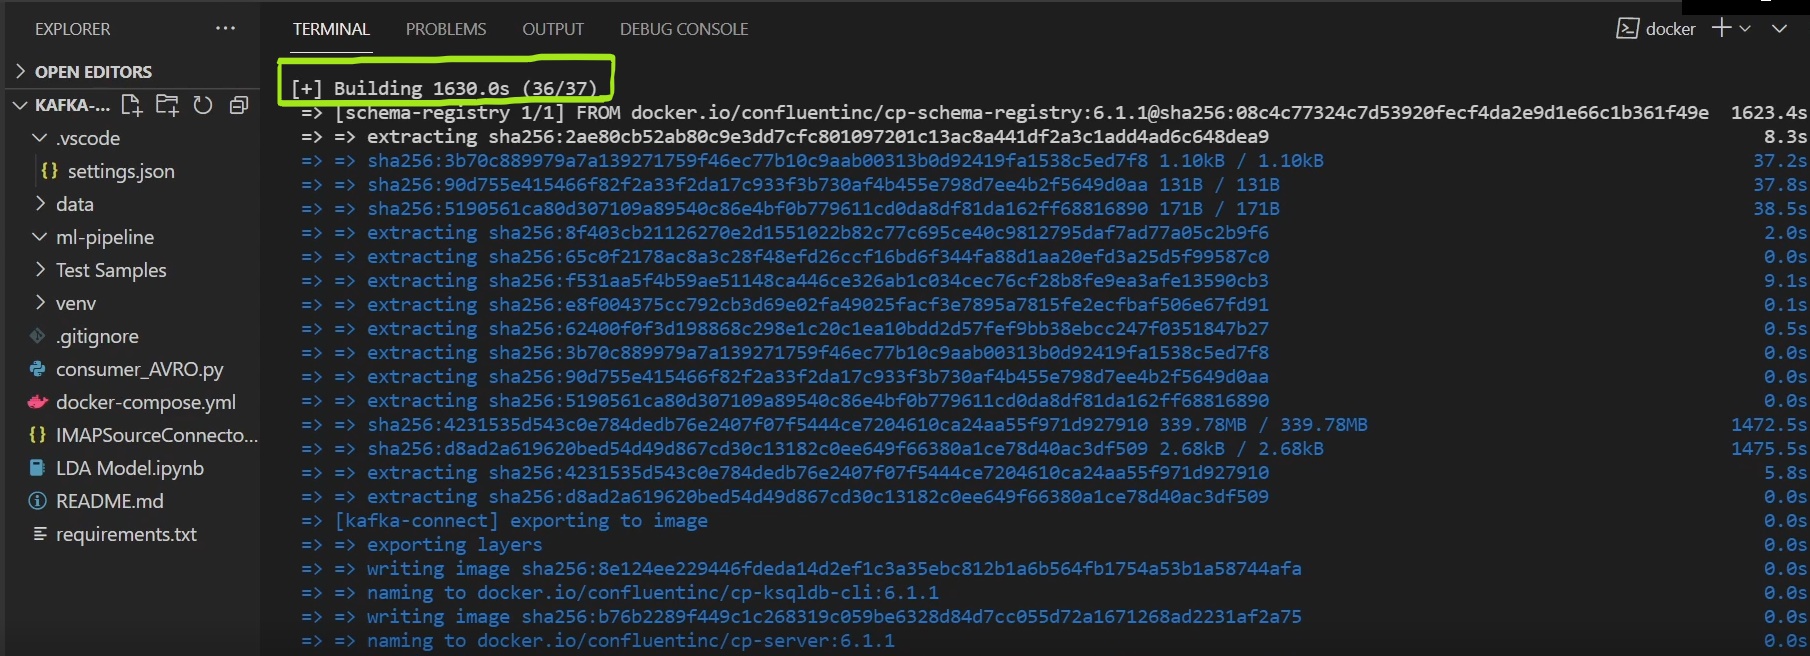 EXPLORER
OPEN EDITORS
KAFKA-...
.vscode
settings.json
data
ml-pipeline
Test Samples
venv
.gitignore
consumer_AVRO.py
docker-compose.yml
IMAPSourceConnecto...
LDA Model.ipynb
README.md
requirements.txt
TERMINAL PROBLEMS OUTPUT DEBUG CONSOLE docker
[+] Building 1630.0s (36/37)
=> [schema-registry 1/1] FROM docker.io/confluentinc/cp-schema-registry:6.1.1@sha256:08c4c77324c7d53920fecf4da2e9d1e66c1b361f49e 1623.4s
=> => extracting sha256:2ae80cb52ab80c9e3dd7cfc801097201c13ac8a441df2a3c1add4ad6c648dea9 8.3s
=> => sha256:3b70c889979a7a139271759f46ec77b10c9aab00313b0d92419fa1538c5ed7f8 1.10kB / 1.10kB 37.2s
=> => sha256:90d755e415466f82f2a33f2da17c933f3b730af4b455e798d7ee4b2f5649d0aa 131B / 131B 37.8s
=> => sha256:5190561ca80d307109a89540c86e4bf0b779611cd0da8df81da162ff68816890 171B / 171B 38.5s
=> => extracting sha256:8f403cb21126270e2d1551022b82c77c695ce40c9812795daf7ad77a05c2b9f6 2.0s
=> => extracting sha256:65c0f2178ac8a3c28f48efd26ccf16bd6f344fa88d1aa20efd3a25d5f99587c0 0.0s
=> => extracting sha256:f531aa5f4b59ae51148ca446ce326ab1c034cec76cf28b8fe9ea3afe13590cb3 9.1s
=> => extracting sha256:e8f004375cc792cb3d69e02fa49025facf3e7895a7815fe2ecfbaf506e67fd91 0.1s
=> => extracting sha256:62400f0f3d198868c298e1c20c1ea10bdd2d57fef9bb38ebcc247f0351847b27 0.5s
=> => extracting sha256:3b70c889979a7a139271759f46ec77b10c9aab00313b0d92419fa1538c5ed7f8 0.0s
=> => extracting sha256:90d755e415466f82f2a33f2da17c933f3b730af4b455e798d7ee4b2f5649d0aa 0.0s
=> => extracting sha256:5190561ca80d307109a89540c86e4bf0b779611cd0da8df81da162ff68816890 0.0s
=> => sha256:4231535d543c0e784dedb76e2407f07f5444ce7204610ca24aa55f971d927910 339.78MB / 339.78MB 1472.5s
=> => sha256:d8ad2a619620bed54d49d867cd30c13182c0ee649f66380a1ce78d40ac3df509 2.68kB / 2.68kB 1475.5s
=> => extracting sha256:4231535d543c0e784dedb76e2407f07f5444ce7204610ca24aa55f971d927910 5.8s
=> => extracting sha256:d8ad2a619620bed54d49d867cd30c13182c0ee649f66380a1ce78d40ac3df509 0.0s
=> [kafka-connect] exporting to image 0.0s
=> => exporting layers 0.0s
=> => writing image sha256:8e124ee229446fdeda14d2ef1c3a35ebc812b1a6b564fb1754a53b1a58744afa 0.0s
=> => naming to docker.io/confluentinc/cp-ksqldb-cli:6.1.1 0.0s
=> => writing image sha256:b76b2289f449c1c268319c059be6328d84d7cc055d72a1671268ad2231af2a75 0.0s
=> => naming to docker.io/confluentinc/cp-server:6.1.1 0.0s